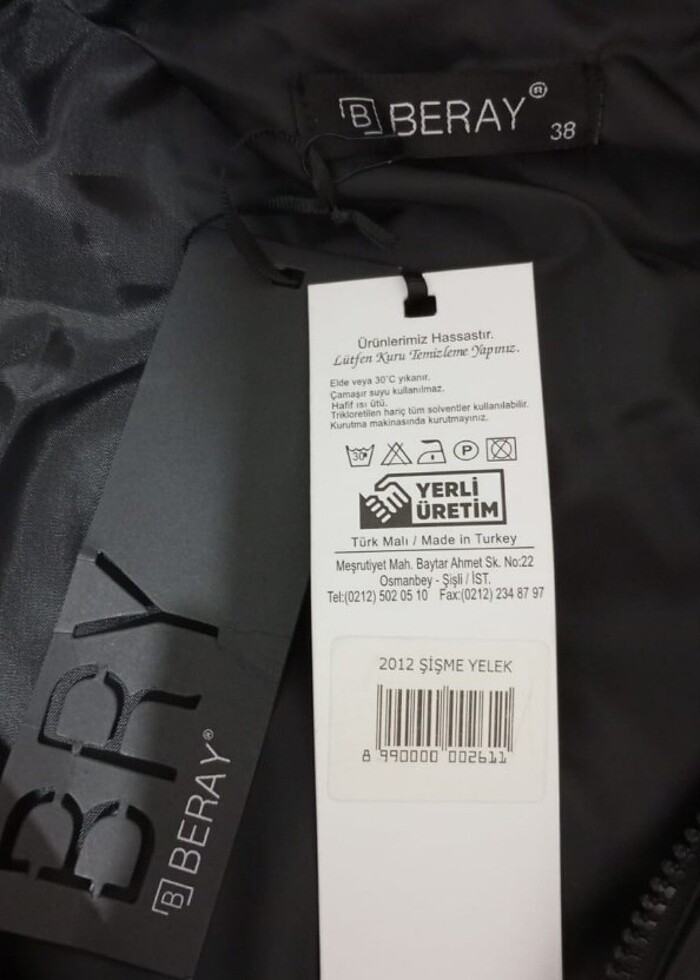 B BERAY®
38
Ürünlerimiz Hassastır.
Lütfen Kuru Temizleme Yapınız.
Elde veya 30°C yıkanır.
Çamaşır suyu kullanılmaz.
Hafif ısı ütü.
Trikloretilen hariç tüm solventler kullanılabilir.
Kurutma makinasında kurutmayınız.
30° P
YERLİ
ÜRETİM
Türk Malı / Made in Turkey
Meşrutiyet Mah. Baytar Ahmet Sk. No:22
Osmanbey - Şişli / İST.
Tel:(0212) 502 05 10 Fax:(0212) 234 87 97
2012 ŞİŞME YELEK
8 990000 002611
BRY
B BERAY®